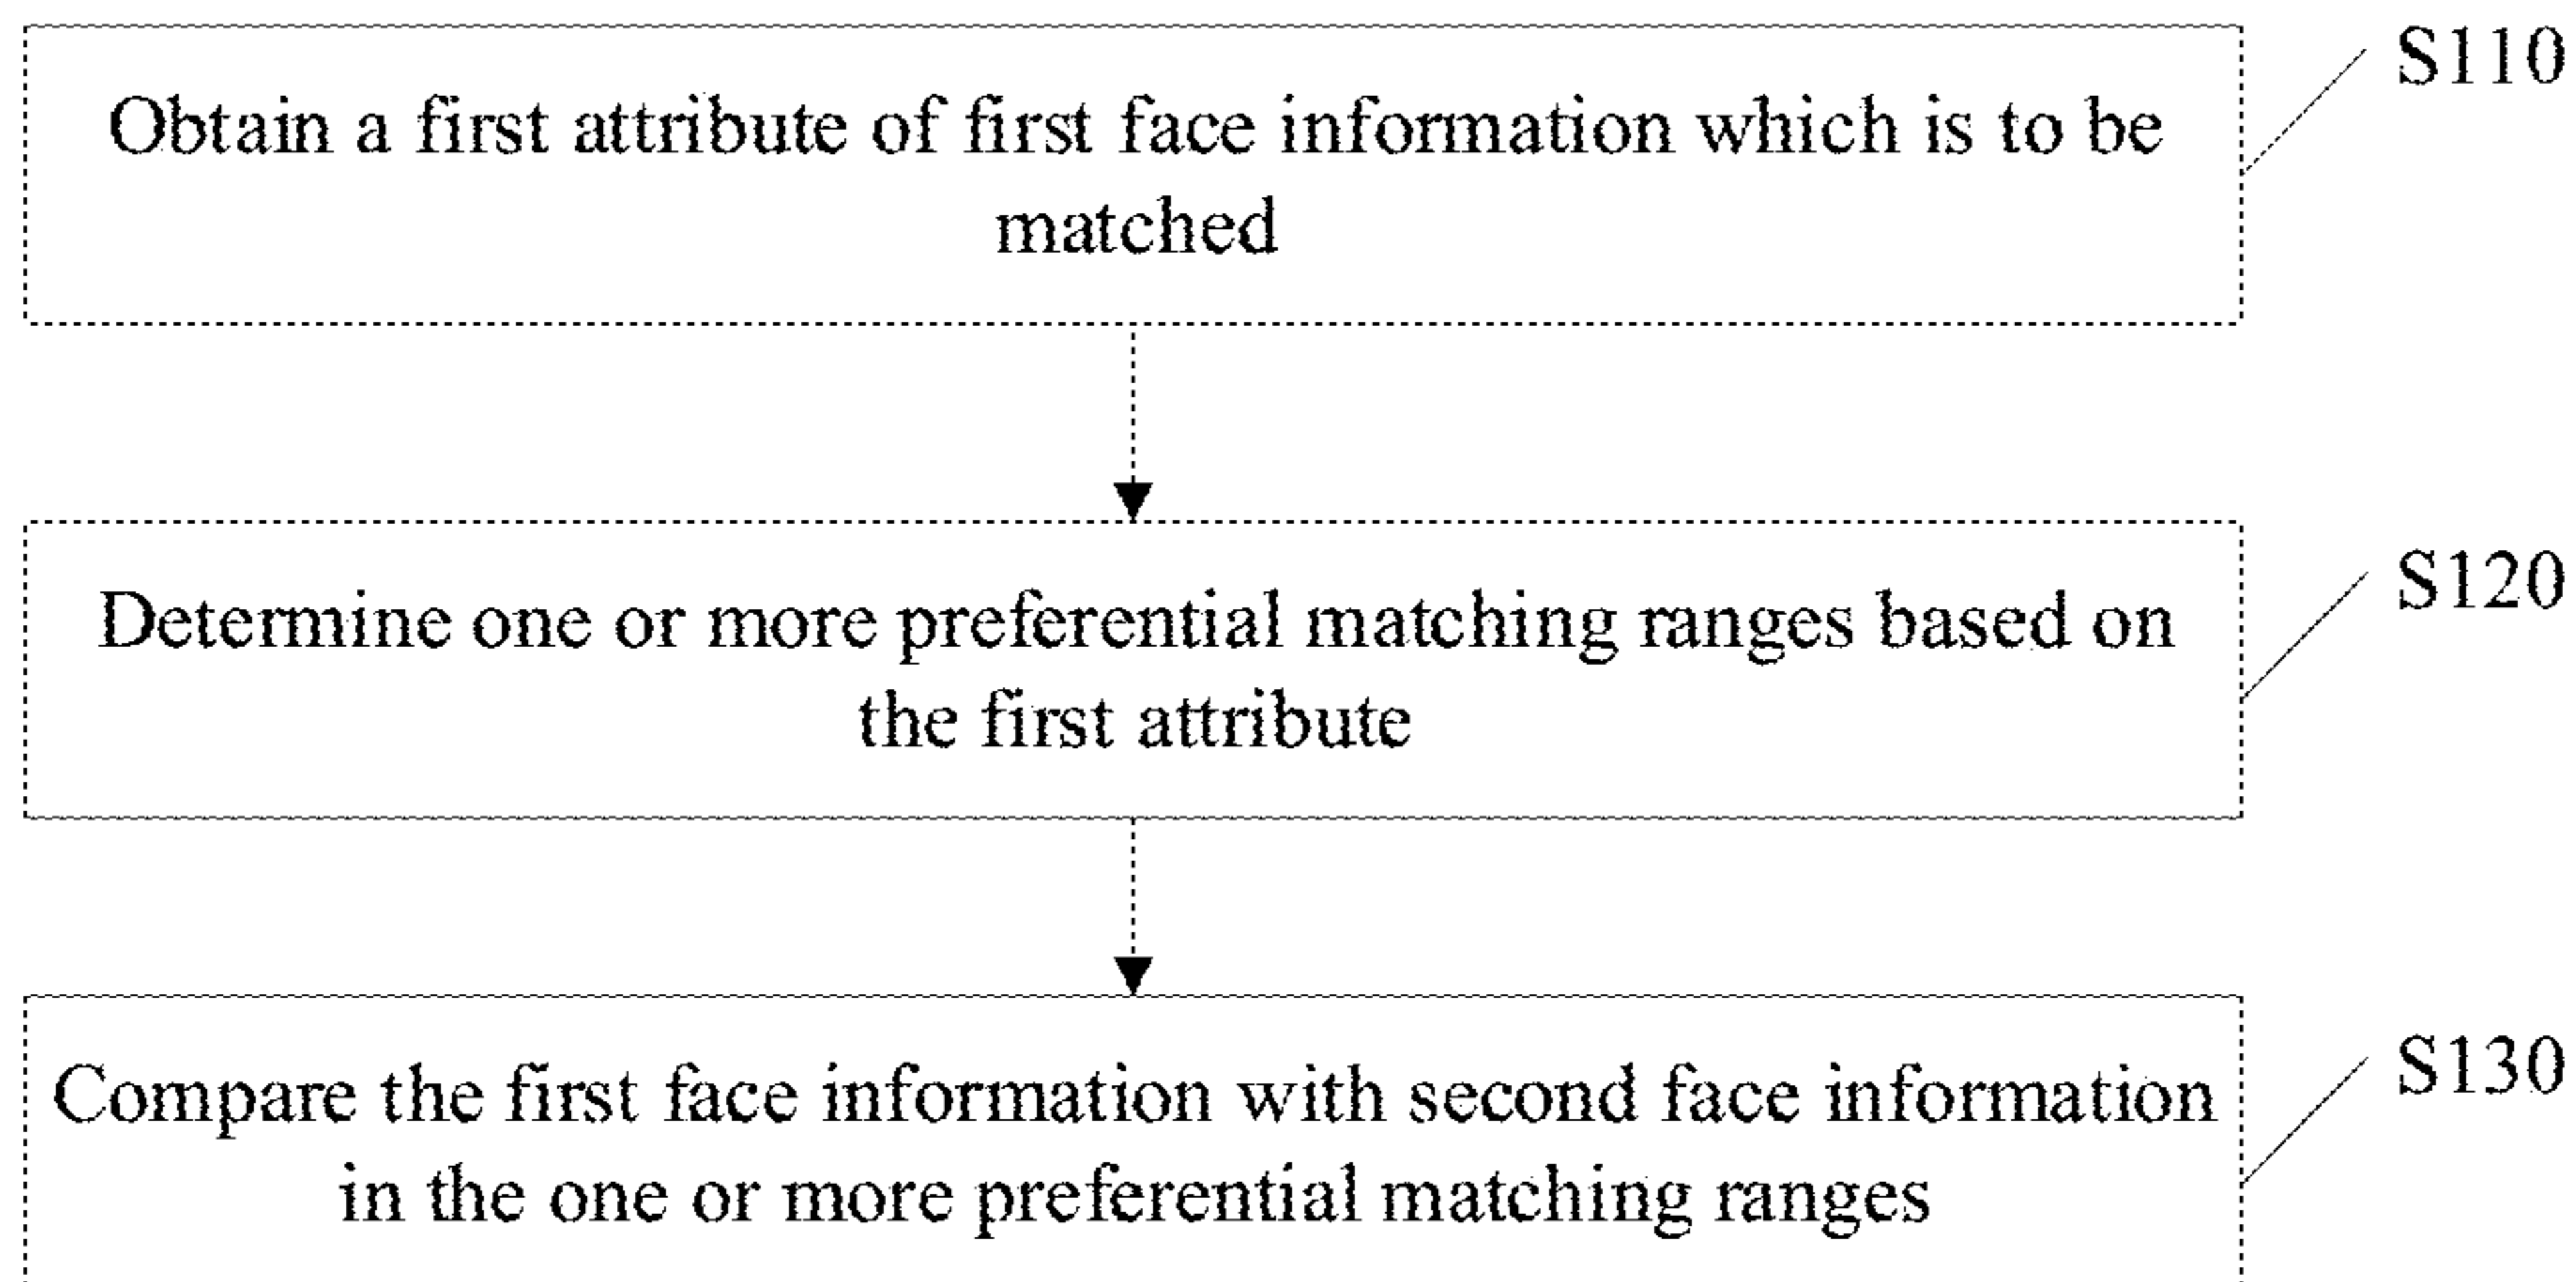 S110
Obtain a first attribute of first face information which is to be
matched
S120
Determine one or more preferential matching ranges based on
the first attribute
S130
Compare the first face information with second face information
in the one or more preferential matching ranges